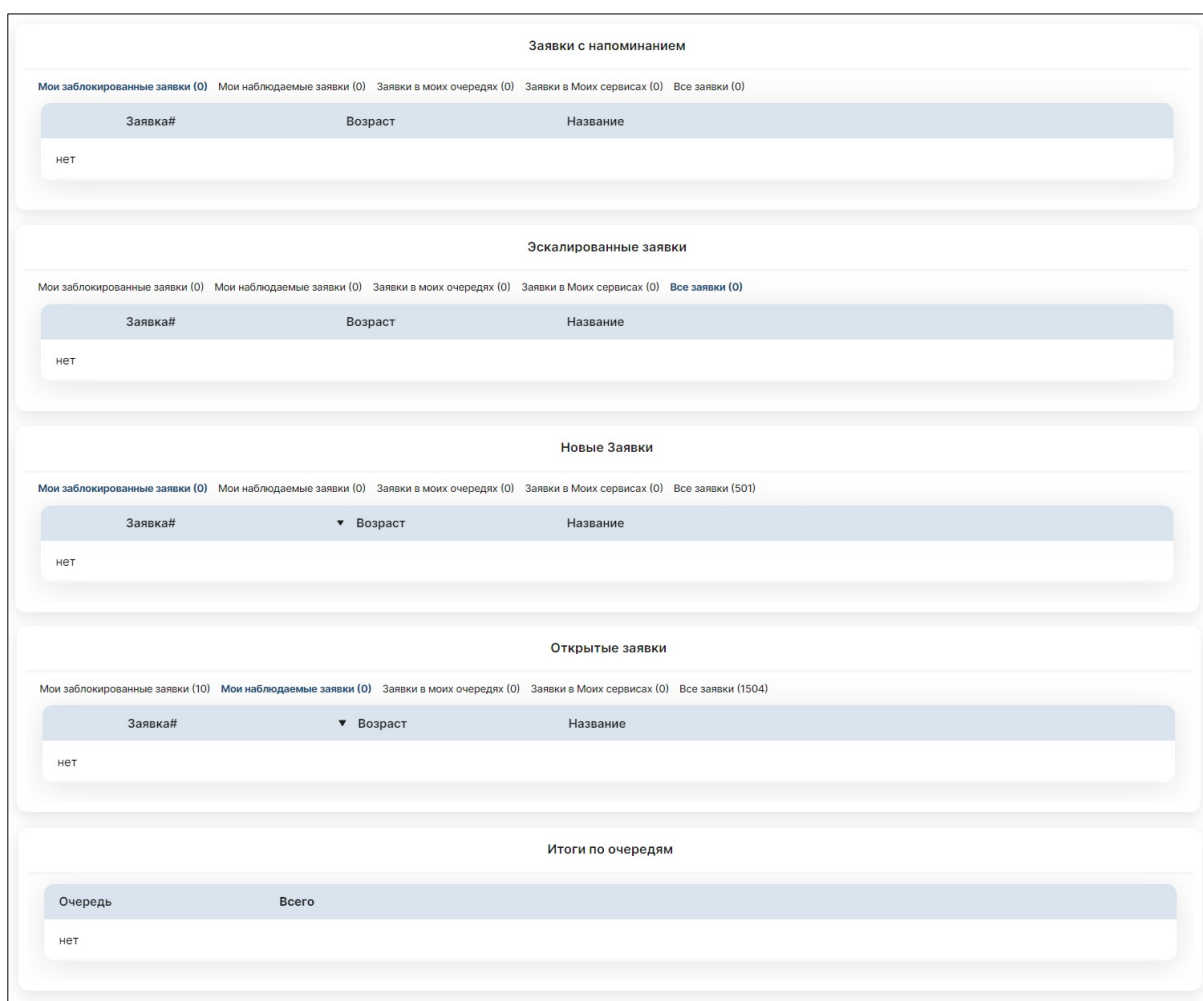 Заявки с напоминанием
Мои заблокированные заявки (0) Мои наблюдаемые заявки (0) Заявки в моих очередях (0) Заявки в Моих сервисах (0) Все заявки (0)
Заявка# Возраст Название
нет
Эскалированные заявки
Мои заблокированные заявки (0) Мои наблюдаемые заявки (0) Заявки в моих очередях (0) Заявки в Моих сервисах (0) Все заявки (0)
Заявка# Возраст Название
нет
Новые Заявки
Мои заблокированные заявки (0) Мои наблюдаемые заявки (0) Заявки в моих очередях (0) Заявки в Моих сервисах (0) Все заявки (501)
Заявка# ▼ Возраст Название
нет
Открытые заявки
Мои заблокированные заявки (10) Мои наблюдаемые заявки (0) Заявки в моих очередях (0) Заявки в Моих сервисах (0) Все заявки (1504)
Заявка# ▼ Возраст Название
нет
Итоги по очередям
Очередь Всего
нет